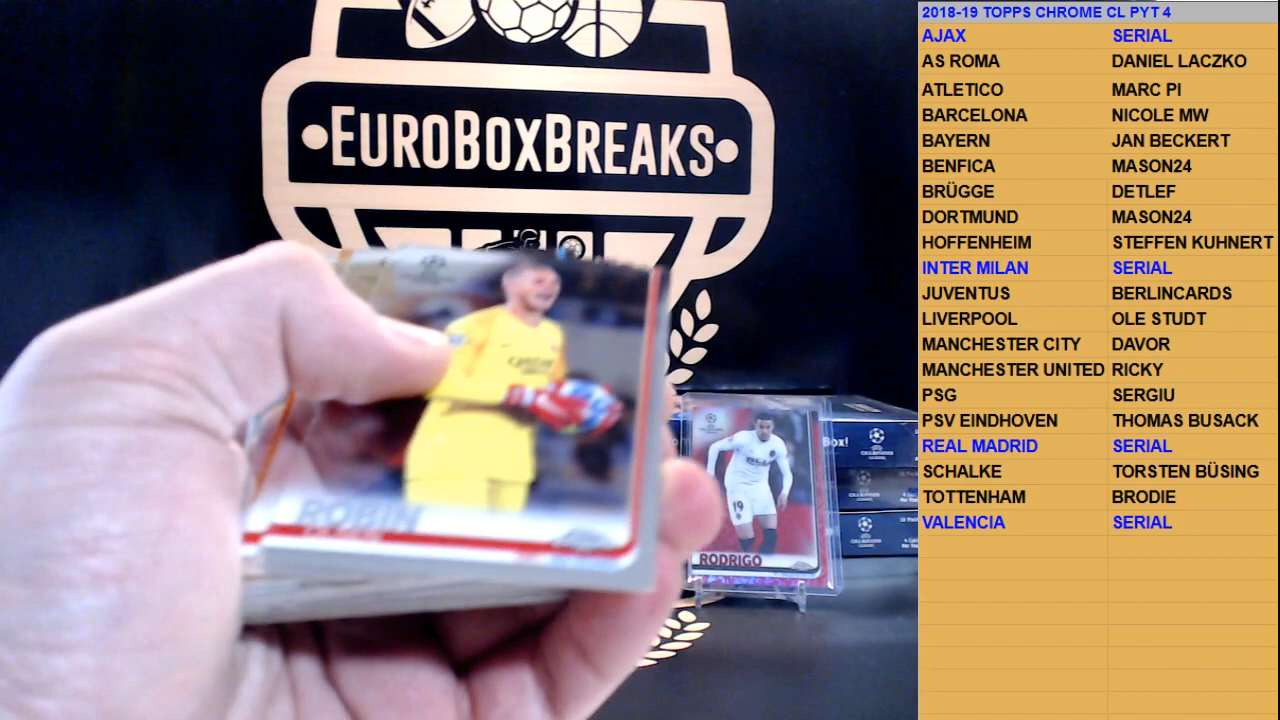 EUROBOXBREAKS
ROBIN
19
RODRIGO
Box!
2018-19 TOPPS CHROME CL PYT 4
AJAX SERIAL
AS ROMA DANIEL LACZKO
ATLETICO MARC PI
BARCELONA NICOLE MW
BAYERN JAN BECKERT
BENFICA MASON24
BRÜGGE DETLEF
DORTMUND MASON24
HOFFENHEIM STEFFEN KUHNERT
INTER MILAN SERIAL
JUVENTUS BERLINCARDS
LIVERPOOL OLE STUDT
MANCHESTER CITY DAVOR
MANCHESTER UNITED RICKY
PSG SERGIU
PSV EINDHOVEN THOMAS BUSACK
REAL MADRID SERIAL
SCHALKE TORSTEN BÜSING
TOTTENHAM BRODIE
VALENCIA SERIAL